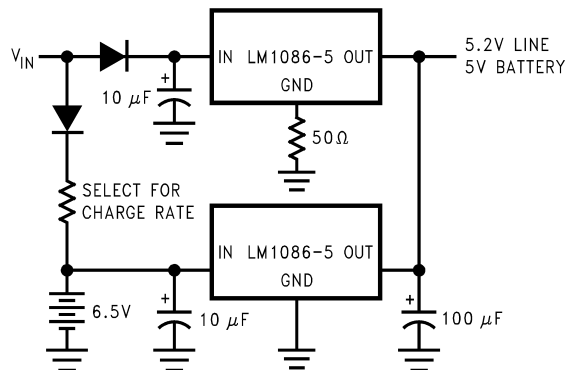 VIN
IN LM1086-5 OUT
GND
5.2V LINE
5V BATTERY
+
10 μF
50Ω
SELECT FOR
CHARGE RATE
IN LM1086-5 OUT
GND
6.5V
+
10 μF
+
100 μF